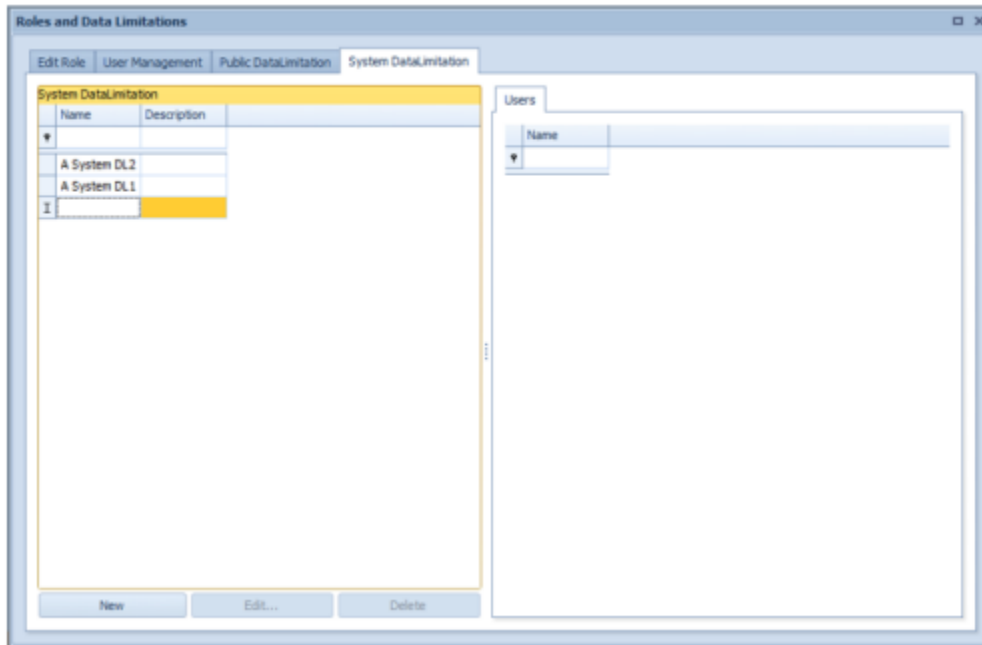 Roles and Data Limitations
Edit Role User Management Public DataLimitation System DataLimitation
System DataLimitation
Name Description
A System DL2
A System DL1
New Edit... Delete
Users
Name